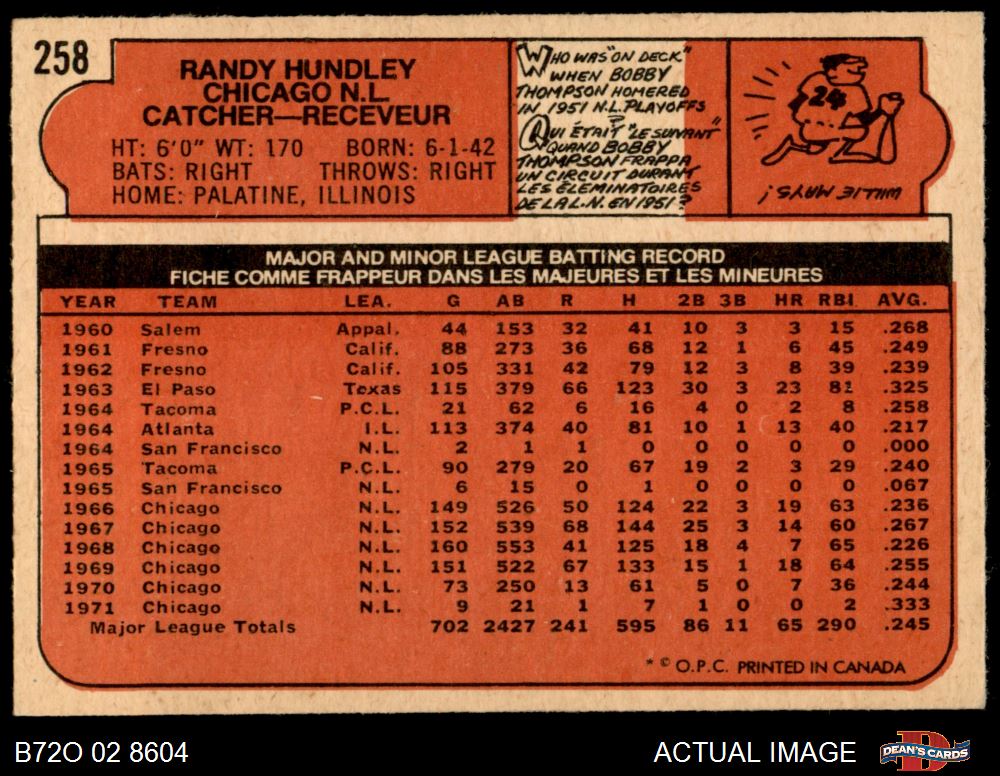 258
RANDY HUNDLEY
CHICAGO N.L.
CATCHER—RECEVEUR
HT: 6'0" WT: 170 BORN: 6-1-42
BATS: RIGHT THROWS: RIGHT
HOME: PALATINE, ILLINOIS
WHO WAS "ON DECK"
WHEN BOBBY
THOMPSON HOMERED
IN 1951 N.L. PLAYOFFS
?
QUI ÉTAIT "LE SUIVANT"
QUAND BOBBY
THOMPSON FRAPPA
UN CIRCUIT DURANT
LES ÉLEMINATOIRES
DE LA L.N. EN 1951?
24
WILLIE MAYS!
MAJOR AND MINOR LEAGUE BATTING RECORD
FICHE COMME FRAPPEUR DANS LES MAJEURES ET LES MINEURES
YEAR TEAM LEA. G AB R H 2B 3B HR RBI AVG.
1960 Salem Appal. 44 153 32 41 10 3 3 15 .268
1961 Fresno Calif. 88 273 36 68 12 1 6 45 .249
1962 Fresno Calif. 105 331 42 79 12 3 8 39 .239
1963 El Paso Texas 115 379 66 123 30 3 23 81 .325
1964 Tacoma P.C.L. 21 62 6 16 4 0 2 8 .258
1964 Atlanta I.L. 113 374 40 81 10 1 13 40 .217
1964 San Francisco N.L. 2 1 1 0 0 0 0 0 .000
1965 Tacoma P.C.L. 90 279 20 67 19 2 3 29 .240
1965 San Francisco N.L. 6 15 0 1 0 0 0 0 .067
1966 Chicago N.L. 149 526 50 124 22 3 19 63 .236
1967 Chicago N.L. 152 539 68 144 25 3 14 60 .267
1968 Chicago N.L. 160 553 41 125 18 4 7 65 .226
1969 Chicago N.L. 151 522 67 133 15 1 18 64 .255
1970 Chicago N.L. 73 250 13 61 5 0 7 36 .244
1971 Chicago N.L. 9 21 1 7 1 0 0 2 .333
Major League Totals 702 2427 241 595 86 11 65 290 .245
* © O.P.C. PRINTED IN CANADA
B72O 02 8604
ACTUAL IMAGE
DEAN'S CARDS